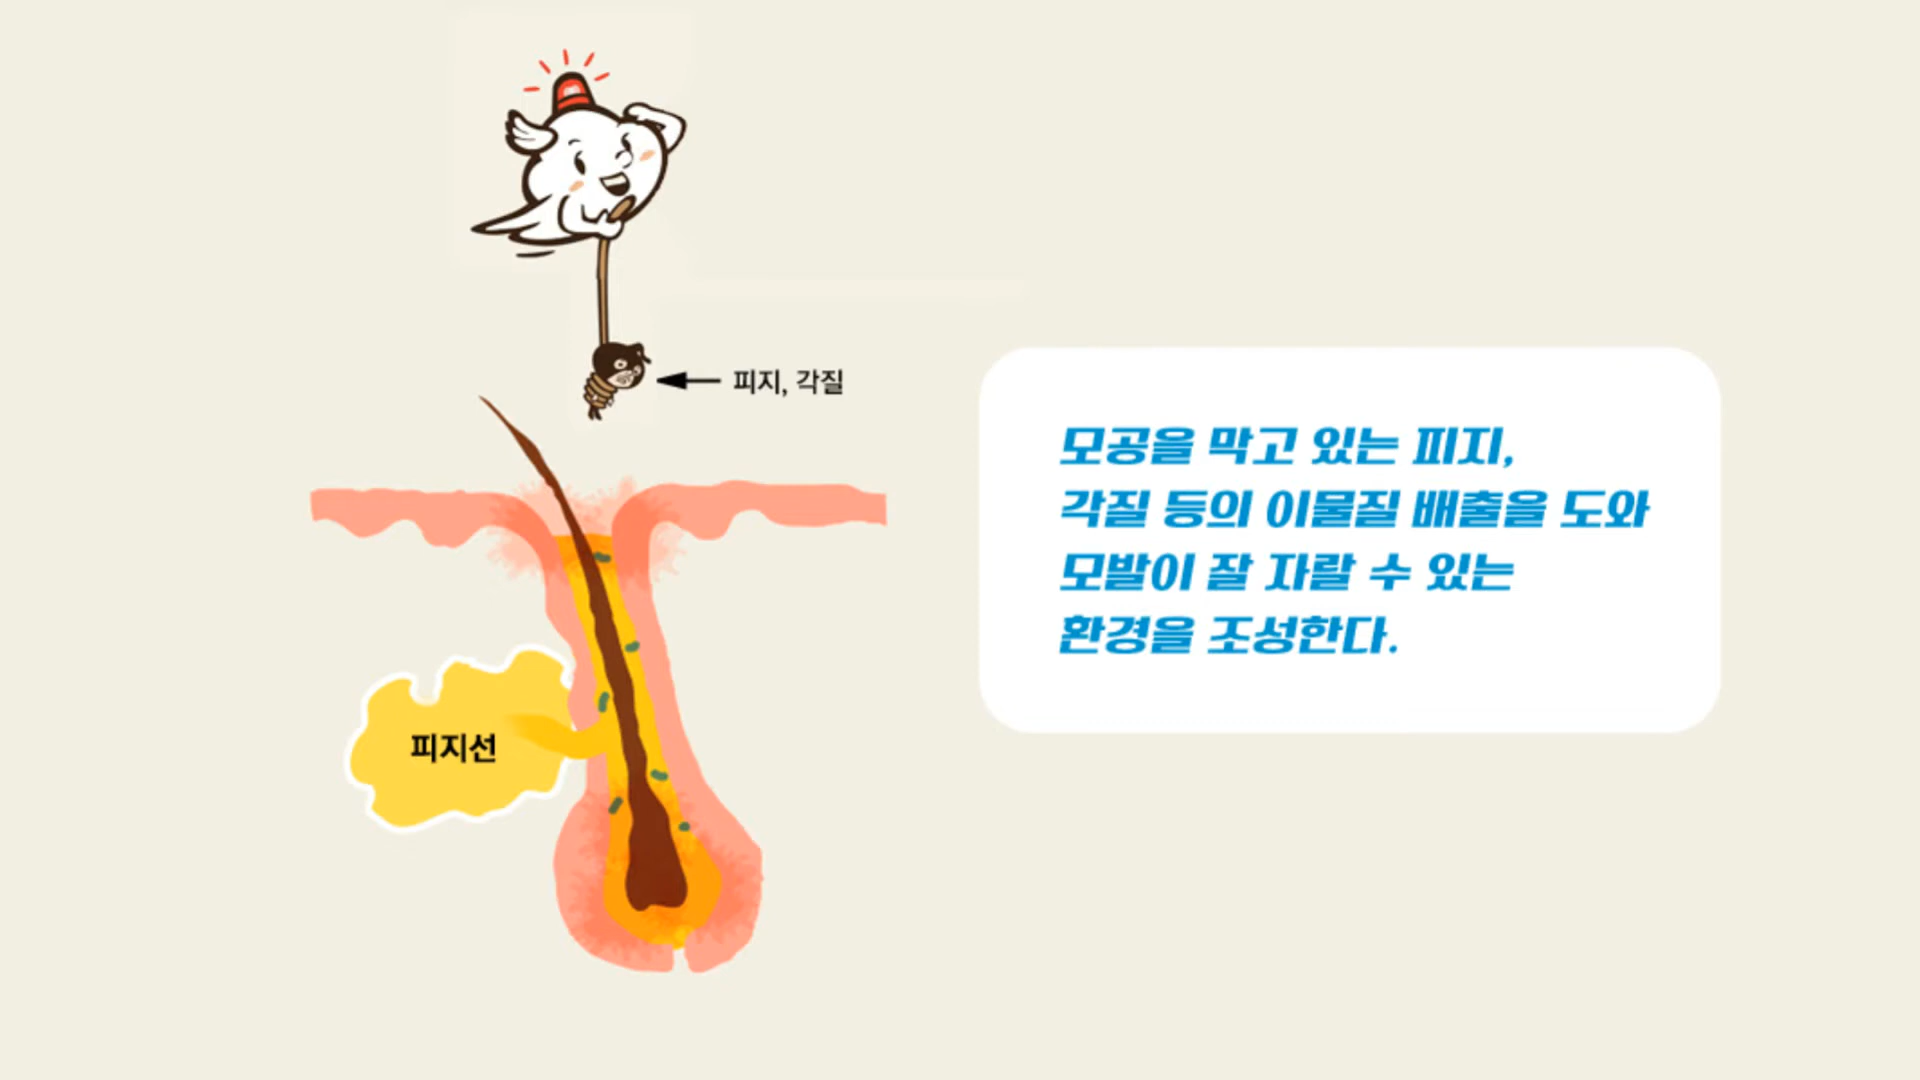 피지, 각질
모공을 막고 있는 피지,
각질 등의 이물질 배출을 도와
모발이 잘 자랄 수 있는
환경을 조성한다.
피지선